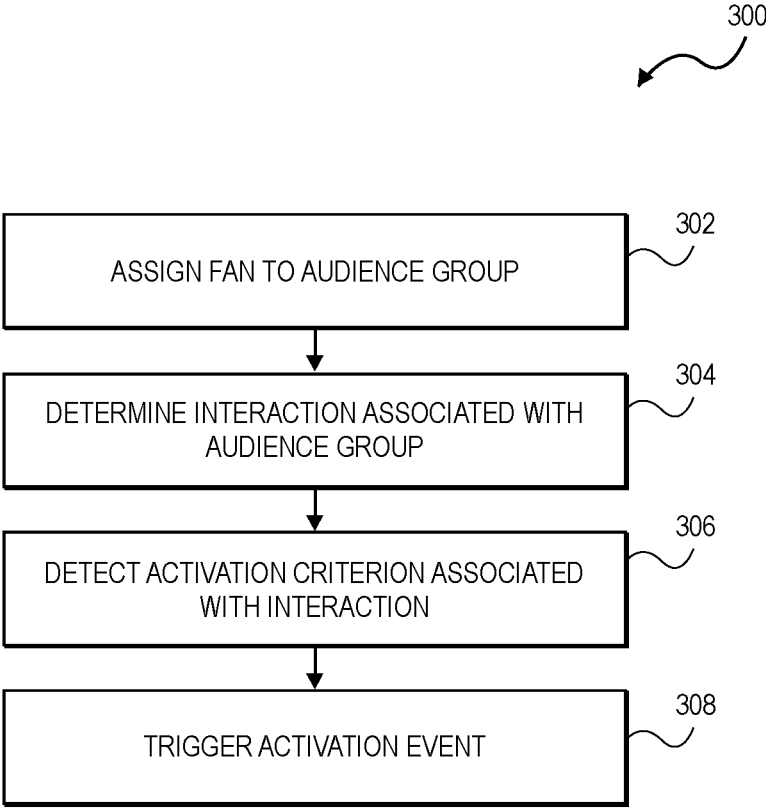 300
302
ASSIGN FAN TO AUDIENCE GROUP
304
DETERMINE INTERACTION ASSOCIATED WITH
AUDIENCE GROUP
306
DETECT ACTIVATION CRITERION ASSOCIATED
WITH INTERACTION
308
TRIGGER ACTIVATION EVENT